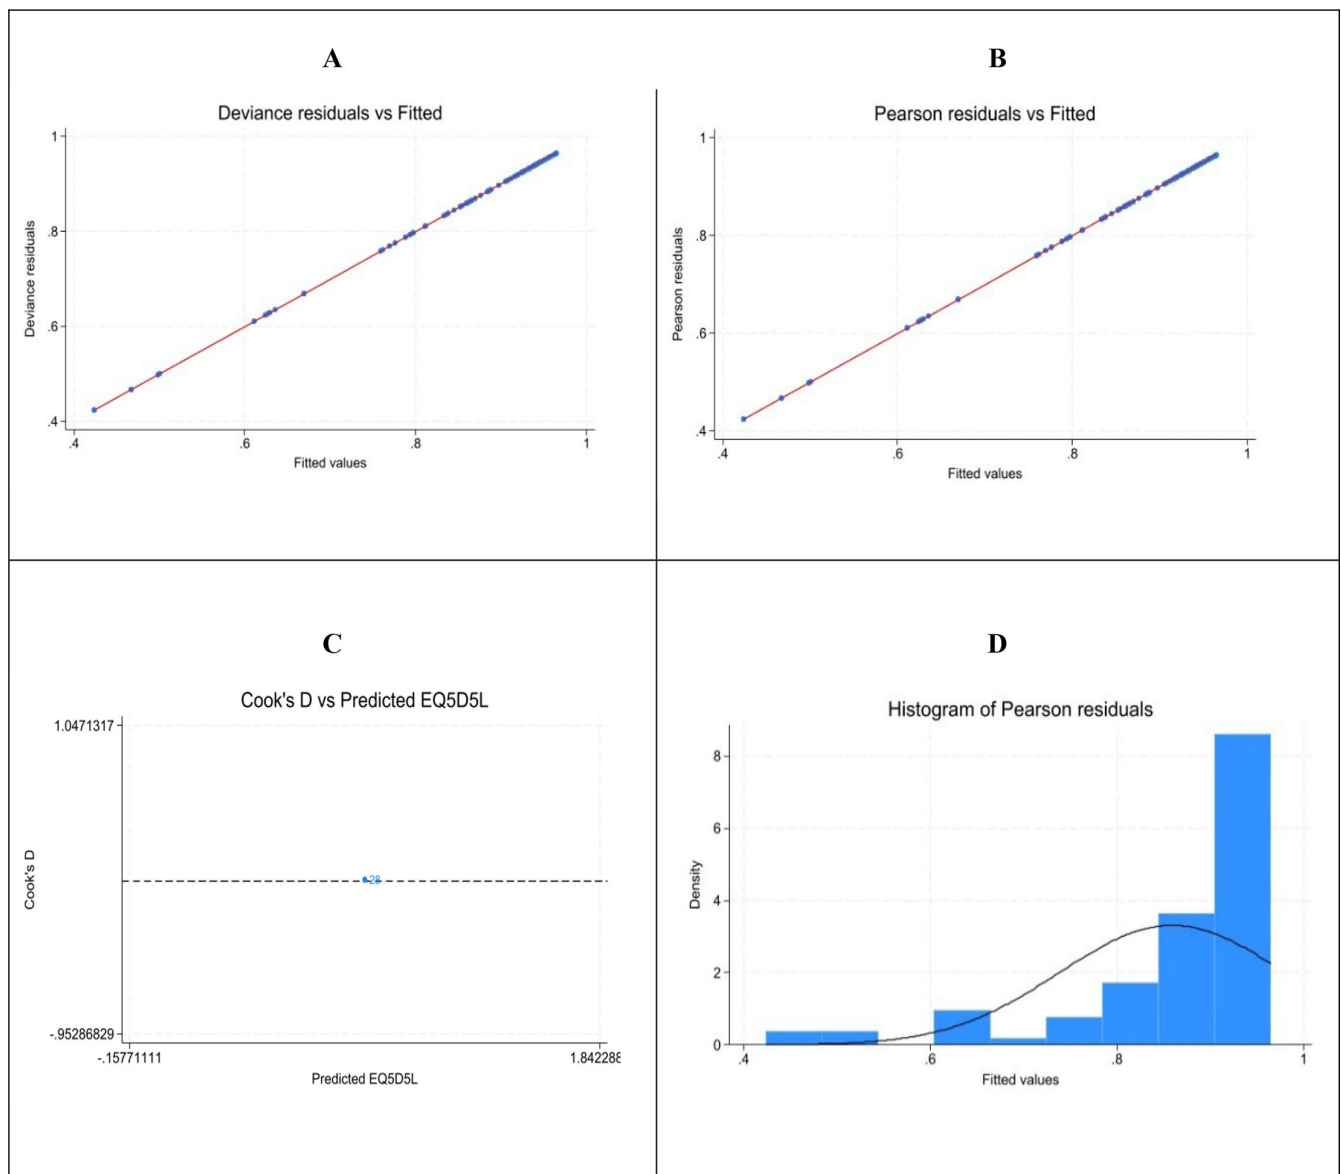 A
Deviance residuals vs Fitted
1
.8
.6
.4
Deviance residuals
.4 .6 .8 1
Fitted values
B
Pearson residuals vs Fitted
1
.8
.6
.4
Pearson residuals
.4 .6 .8 1
Fitted values
C
Cook's D vs Predicted EQ5D5L
1.0471317
Cook's D
28
-.95286829
-.15771111 1.842288
Predicted EQ5D5L
D
Histogram of Pearson residuals
8
6
4
2
0
Density
.4 .6 .8 1
Fitted values